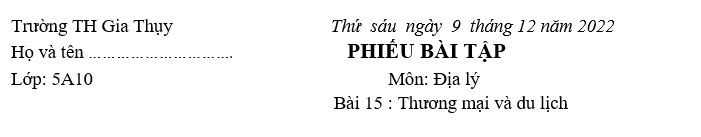 Trường TH Gia Thụy Thứ sáu ngày 9 tháng 12 năm 2022
Họ và tên …………………………. PHIẾU BÀI TẬP
Lớp: 5A10 Môn: Địa lý
Bài 15 : Thương mại và du lịch